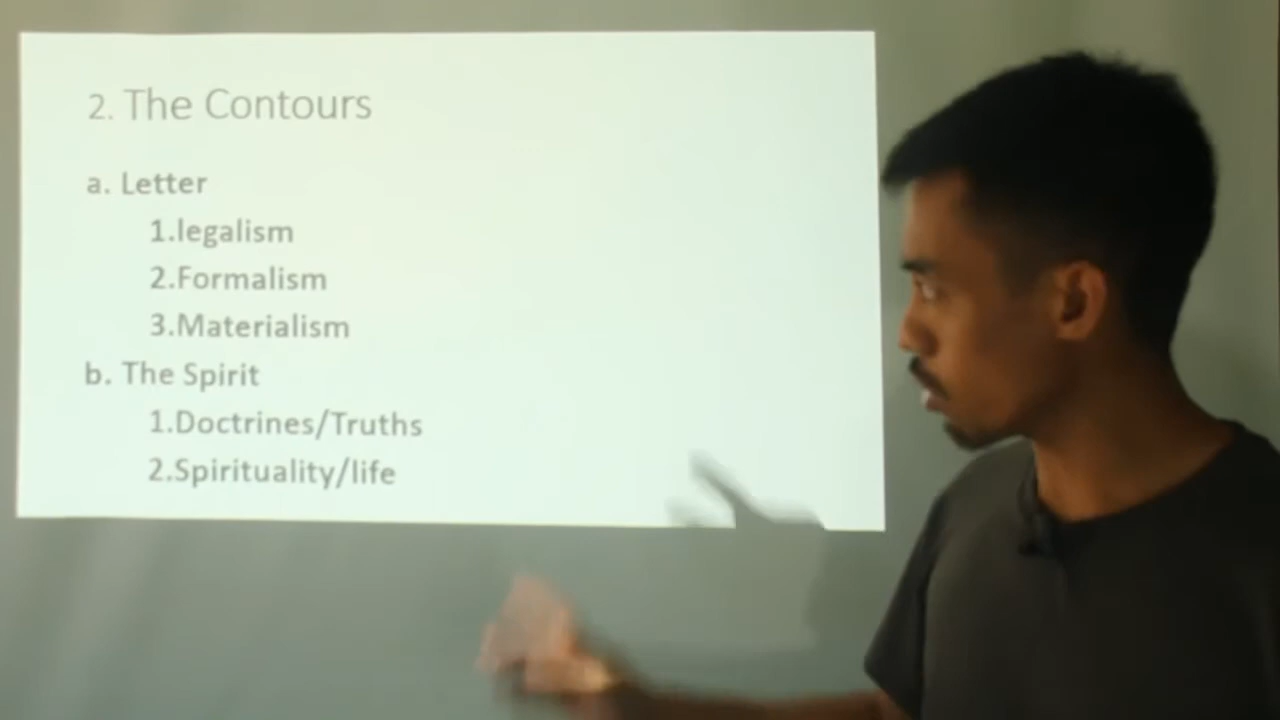 2. The Contours
a. Letter
1.legalism
2.Formalism
3.Materialism
b. The Spirit
1.Doctrines/Truths
2.Spirituality/life